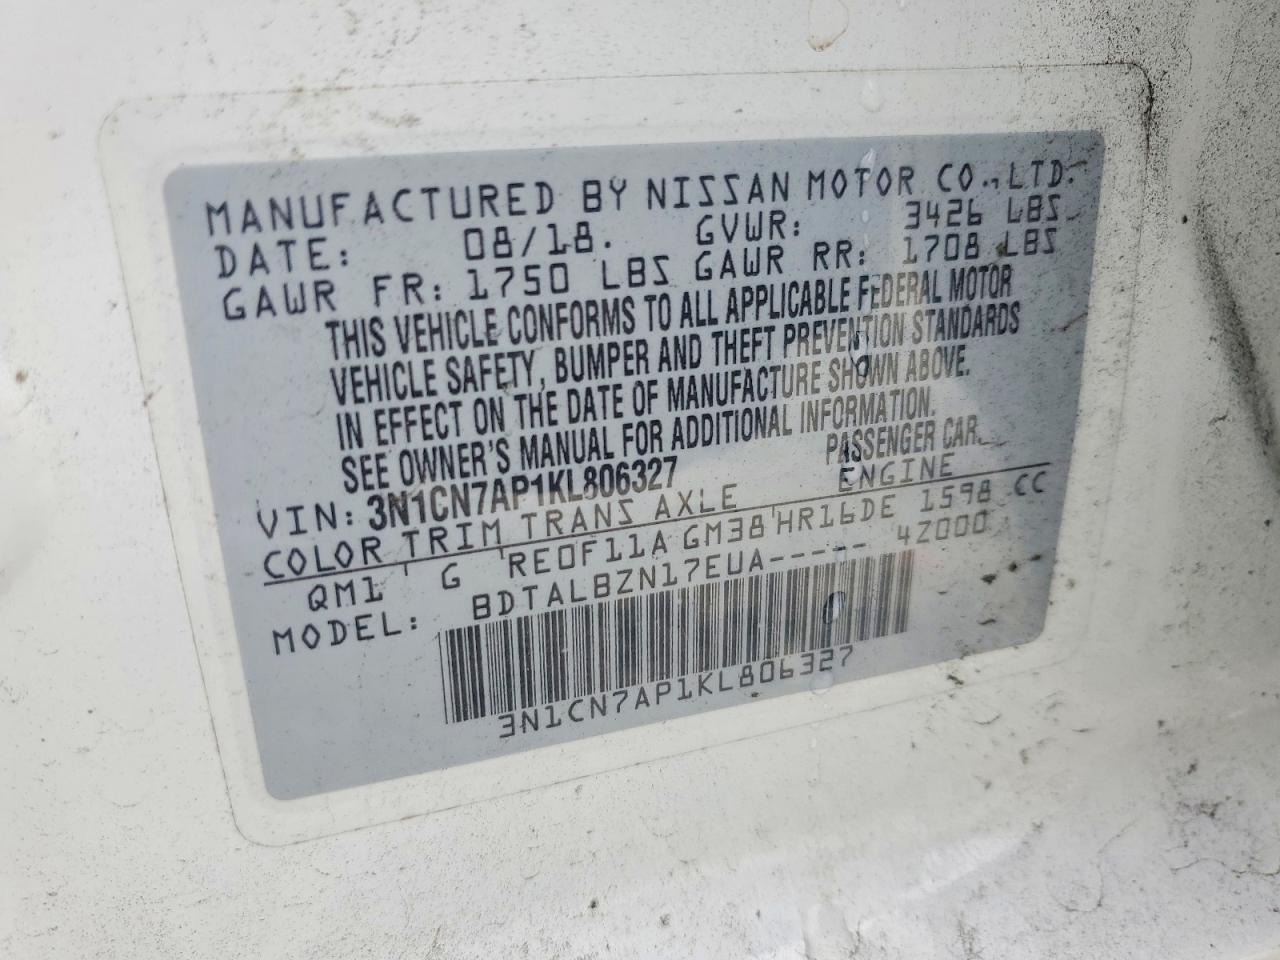 MANUFACTURED BY NISSAN MOTOR CO., LTD.
DATE: 08/18. GVWR: 3426 LBS
GAWR FR: 1750 LBS GAWR RR: 1708 LBS
THIS VEHICLE CONFORMS TO ALL APPLICABLE FEDERAL MOTOR
VEHICLE SAFETY, BUMPER AND THEFT PREVENTION STANDARDS
IN EFFECT ON THE DATE OF MANUFACTURE SHOWN ABOVE.
SEE OWNER'S MANUAL FOR ADDITIONAL INFORMATION.
VIN: 3N1CN7AP1KL806327 PASSENGER CAR
COLOR TRIM TRANS AXLE ENGINE
QM1 G RE0F11A GM38 HR16DE 1598 CC
MODEL: BDTALBZN17EUA----- 4Z000
3N1CN7AP1KL806327